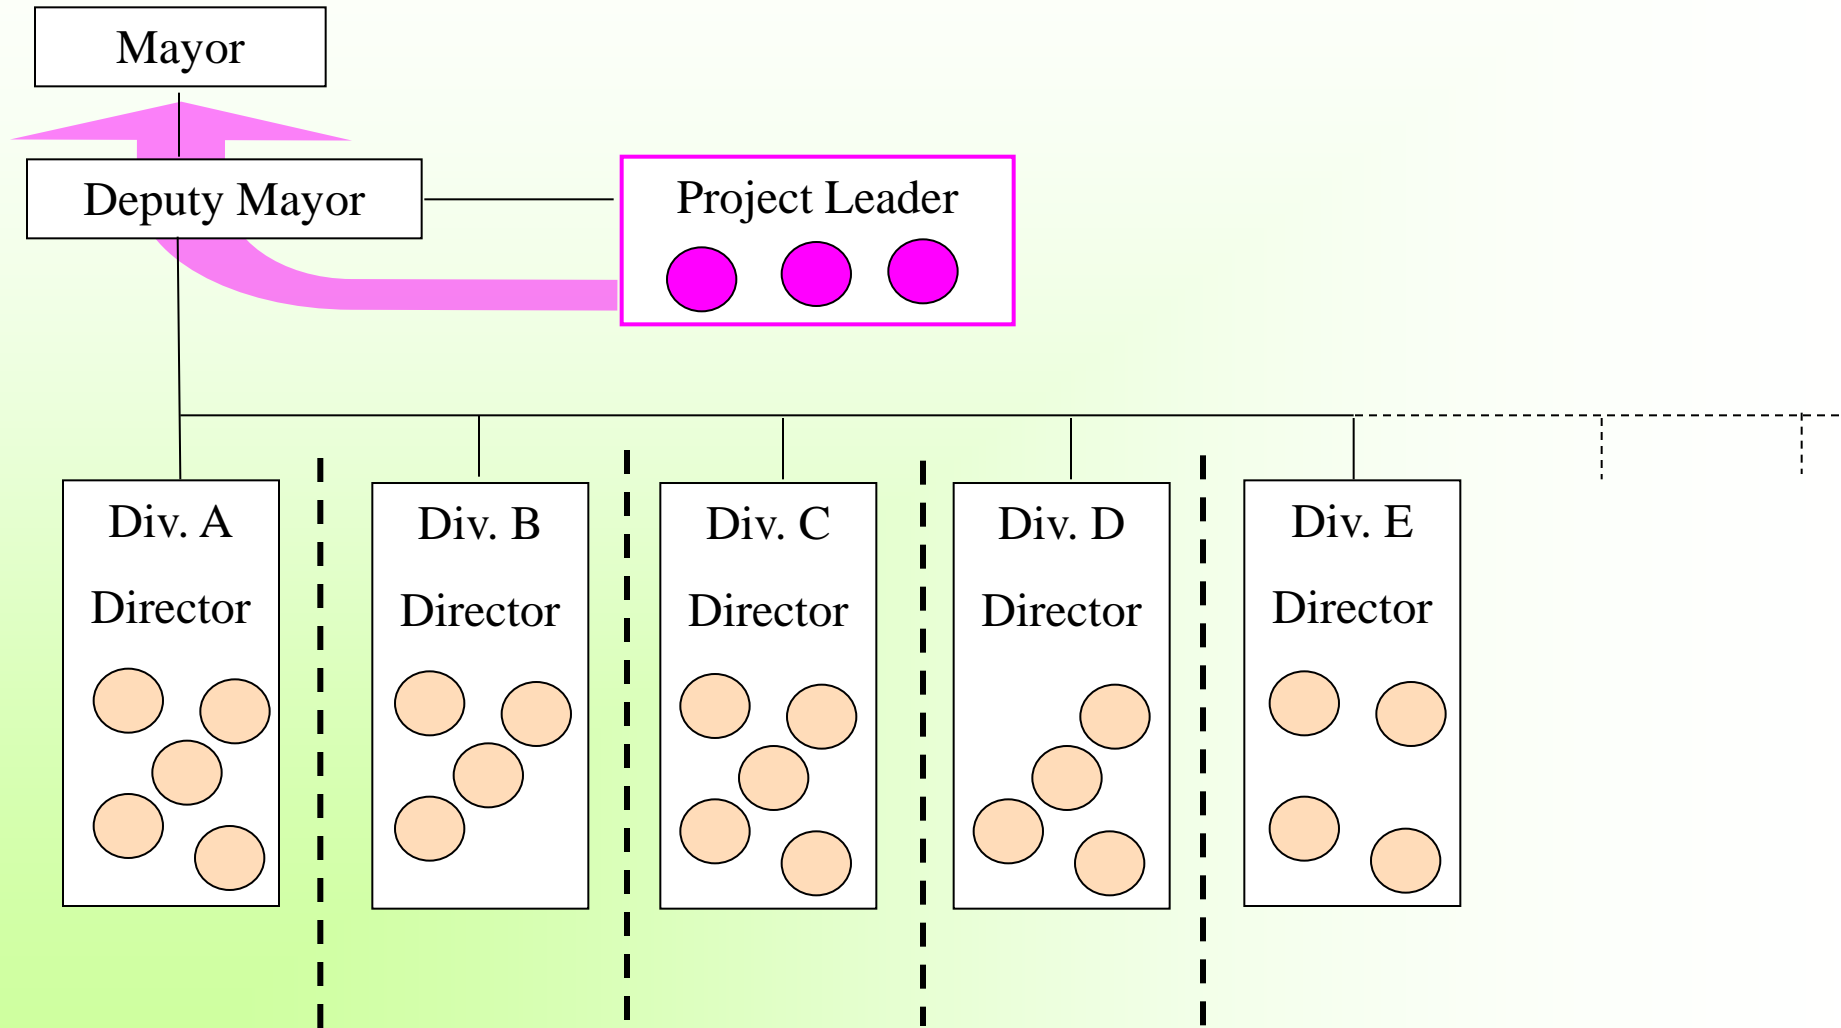 Mayor
Deputy Mayor
Project Leader
Div. A
Director
Div. B
Director
Div. C
Director
Div. D
Director
Div. E
Director